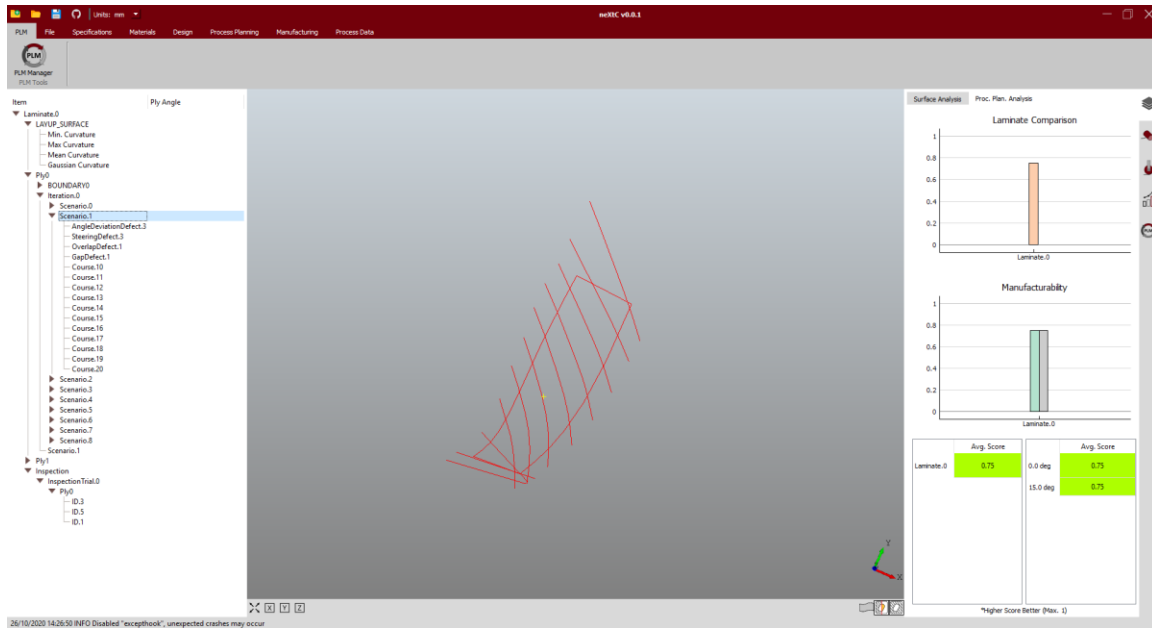 Units: mm
neXtC v0.0.1
PLM File Specifications Materials Design Process Planning Manufacturing Process Data
PLM
PLM Manager
PLM Tools
Item Ply Angle
Laminate.0
LAYUP_SURFACE
Min. Curvature
Max Curvature
Mean Curvature
Gaussian Curvature
Ply0
BOUNDARY0
Iteration.0
Scenario.0
Scenario.1
AngleDeviationDefect.3
SteeringDefect.3
OverlapDefect.1
GapDefect.1
Course.10
Course.11
Course.12
Course.13
Course.14
Course.15
Course.16
Course.17
Course.18
Course.19
Course.20
Scenario.2
Scenario.3
Scenario.4
Scenario.5
Scenario.6
Scenario.7
Scenario.8
Scenario.1
Ply1
Inspection
InspectionTrial.0
Ply0
ID.3
ID.5
ID.1
Y
X
X Y Z
Surface Analysis Proc. Plan. Analysis
Laminate Comparison
1
0.8
0.6
0.4
0.2
0
Laminate.0
Manufacturability
1
0.8
0.6
0.4
0.2
0
Laminate.0
Avg. Score
Laminate.0 0.75
Avg. Score
0.0 deg 0.75
15.0 deg 0.75
*Higher Score Better (Max. 1)
PLM
26/10/2020 14:26:50 INFO Disabled "excepthook", unexpected crashes may occur